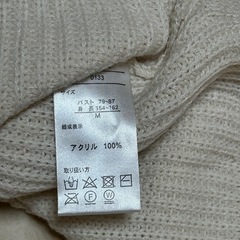 0133
サイズ
バスト 79-87
身長 154-162
M
組成表示
アクリル 100%
取り扱い方